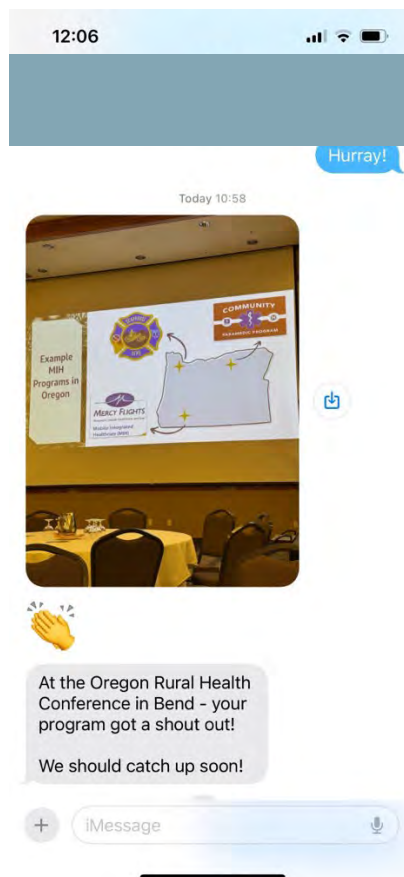 12:06
Hurray!
Today 10:58
Example
MIH
Programs in
Oregon
FIRE
COMMUNITY
PARAMEDIC PROGRAM
MERCY FLIGHTS
Mobile Integrated
Healthcare (MIH)
At the Oregon Rural Health
Conference in Bend - your
program got a shout out!
We should catch up soon!
iMessage